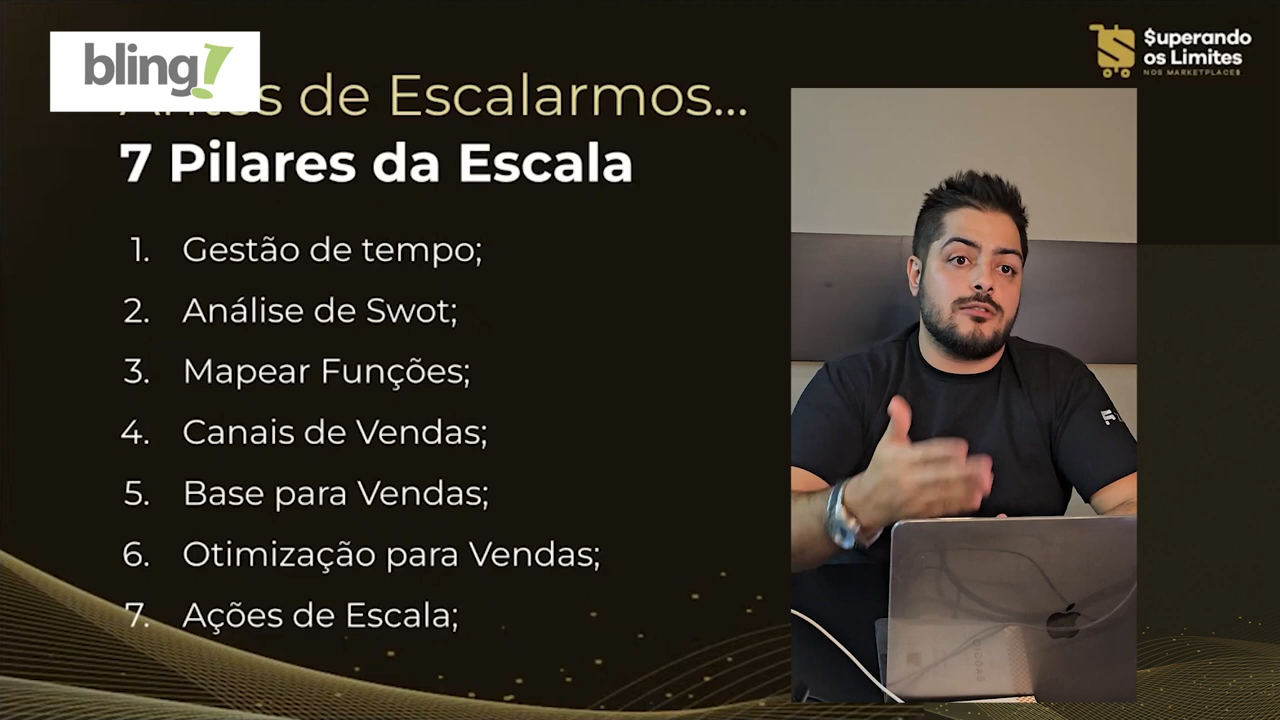 bling!
$uperando
os Limites
NOS MARKETPLACES
de Escalarmos...
7 Pilares da Escala
1. Gestão de tempo;
2. Análise de Swot;
3. Mapear Funções;
4. Canais de Vendas;
5. Base para Vendas;
6. Otimização para Vendas;
7. Ações de Escala;